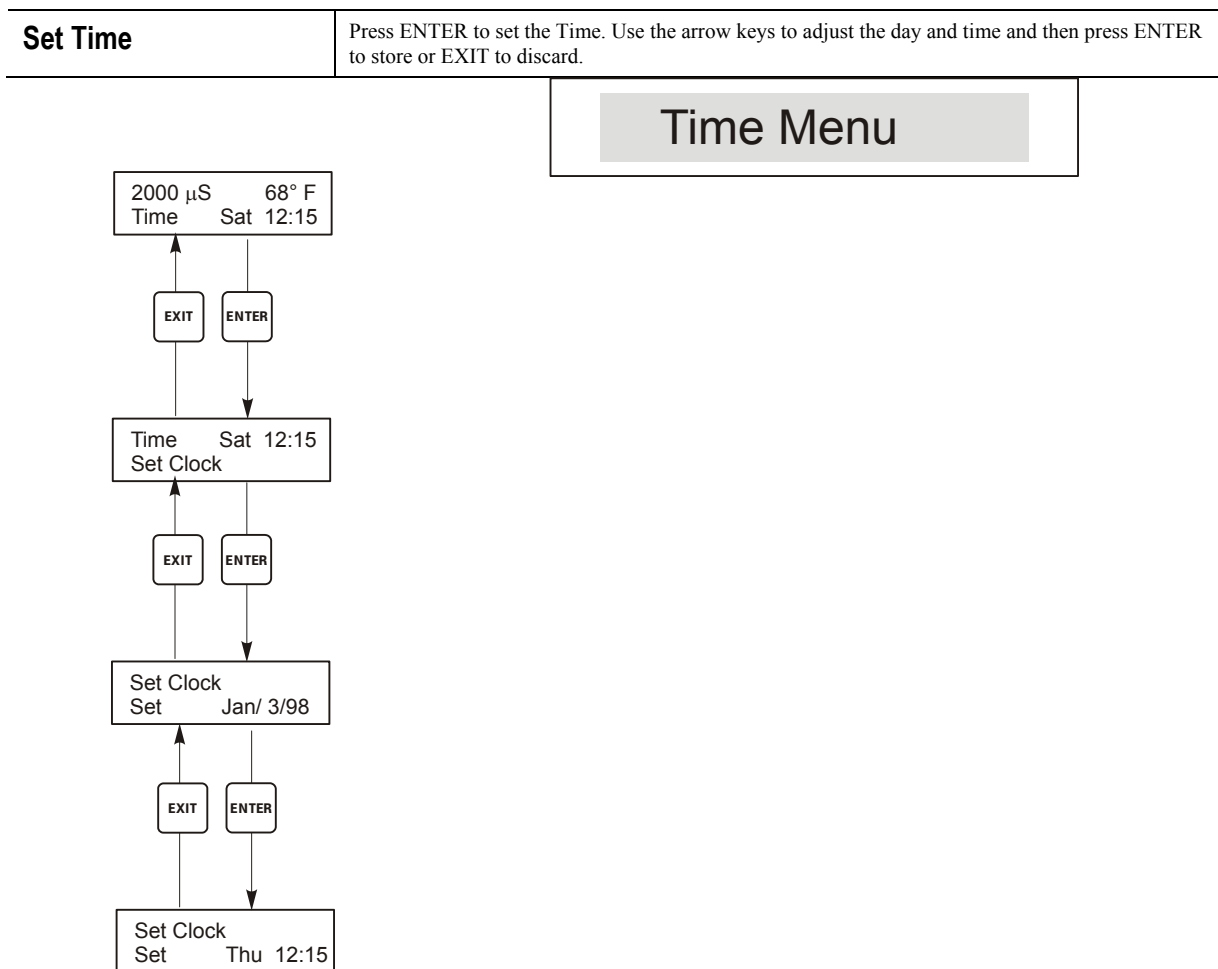 Set Time
Press ENTER to set the Time. Use the arrow keys to adjust the day and time and then press ENTER
to store or EXIT to discard.
Time Menu
2000 μS 68° F
Time Sat 12:15
EXIT ENTER
Time Sat 12:15
Set Clock
EXIT ENTER
Set Clock
Set Jan/ 3/98
EXIT ENTER
Set Clock
Set Thu 12:15